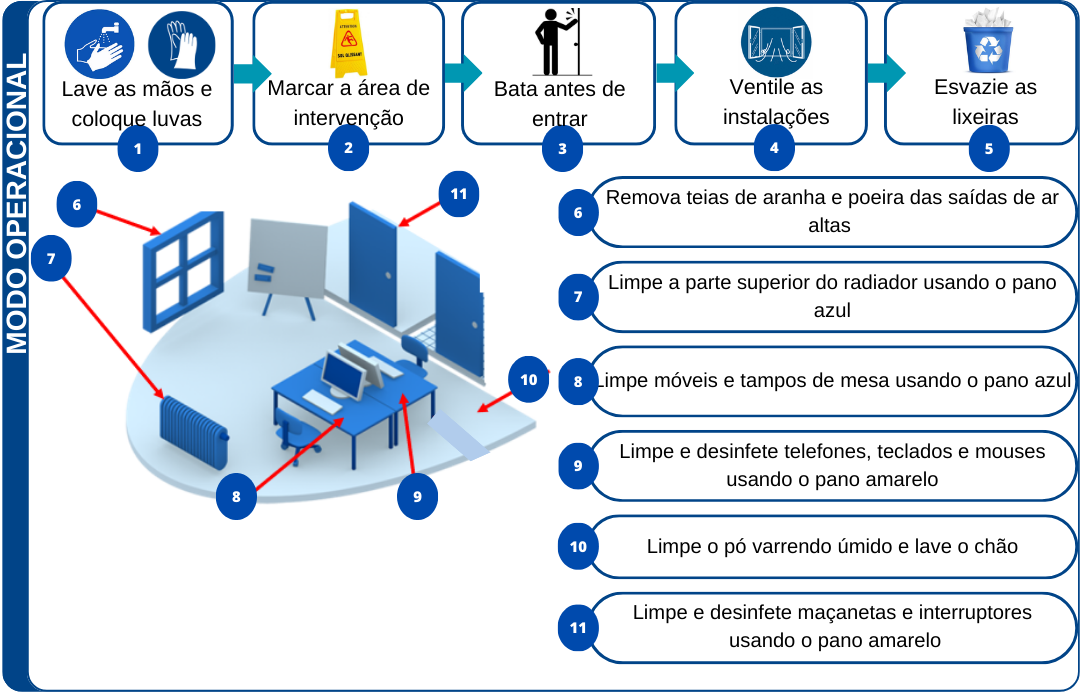 MODO OPERACIONAL
Lave as mãos e
coloque luvas
1
Marcar a área de
intervenção
2
Bata antes de
entrar
3
Ventile as
instalações
4
Esvazie as
lixeiras
5
6
7
8
9
10
11
6
Remova teias de aranha e poeira das saídas de ar
altas
7
Limpe a parte superior do radiador usando o pano
azul
8
Limpe móveis e tampos de mesa usando o pano azul
9
Limpe e desinfete telefones, teclados e mouses
usando o pano amarelo
10
Limpe o pó varrendo úmido e lave o chão
11
Limpe e desinfete maçanetas e interruptores
usando o pano amarelo